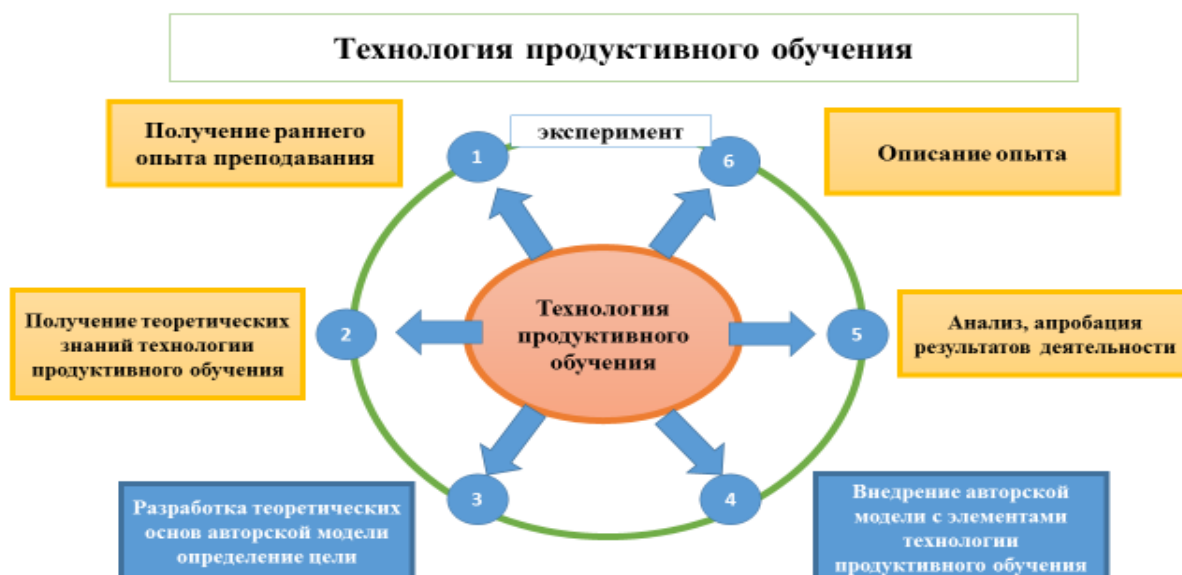 Технология продуктивного обучения
Получение раннего
опыта преподавания
1
эксперимент
6
Описание опыта
Получение теоретических
знаний технологии
продуктивного обучения
2
Технология
продуктивного
обучения
5
Анализ, апробация
результатов деятельности
Разработка теоретических
основ авторской модели
определение цели
3
4
Внедрение авторской
модели с элементами
технологии
продуктивного обучения